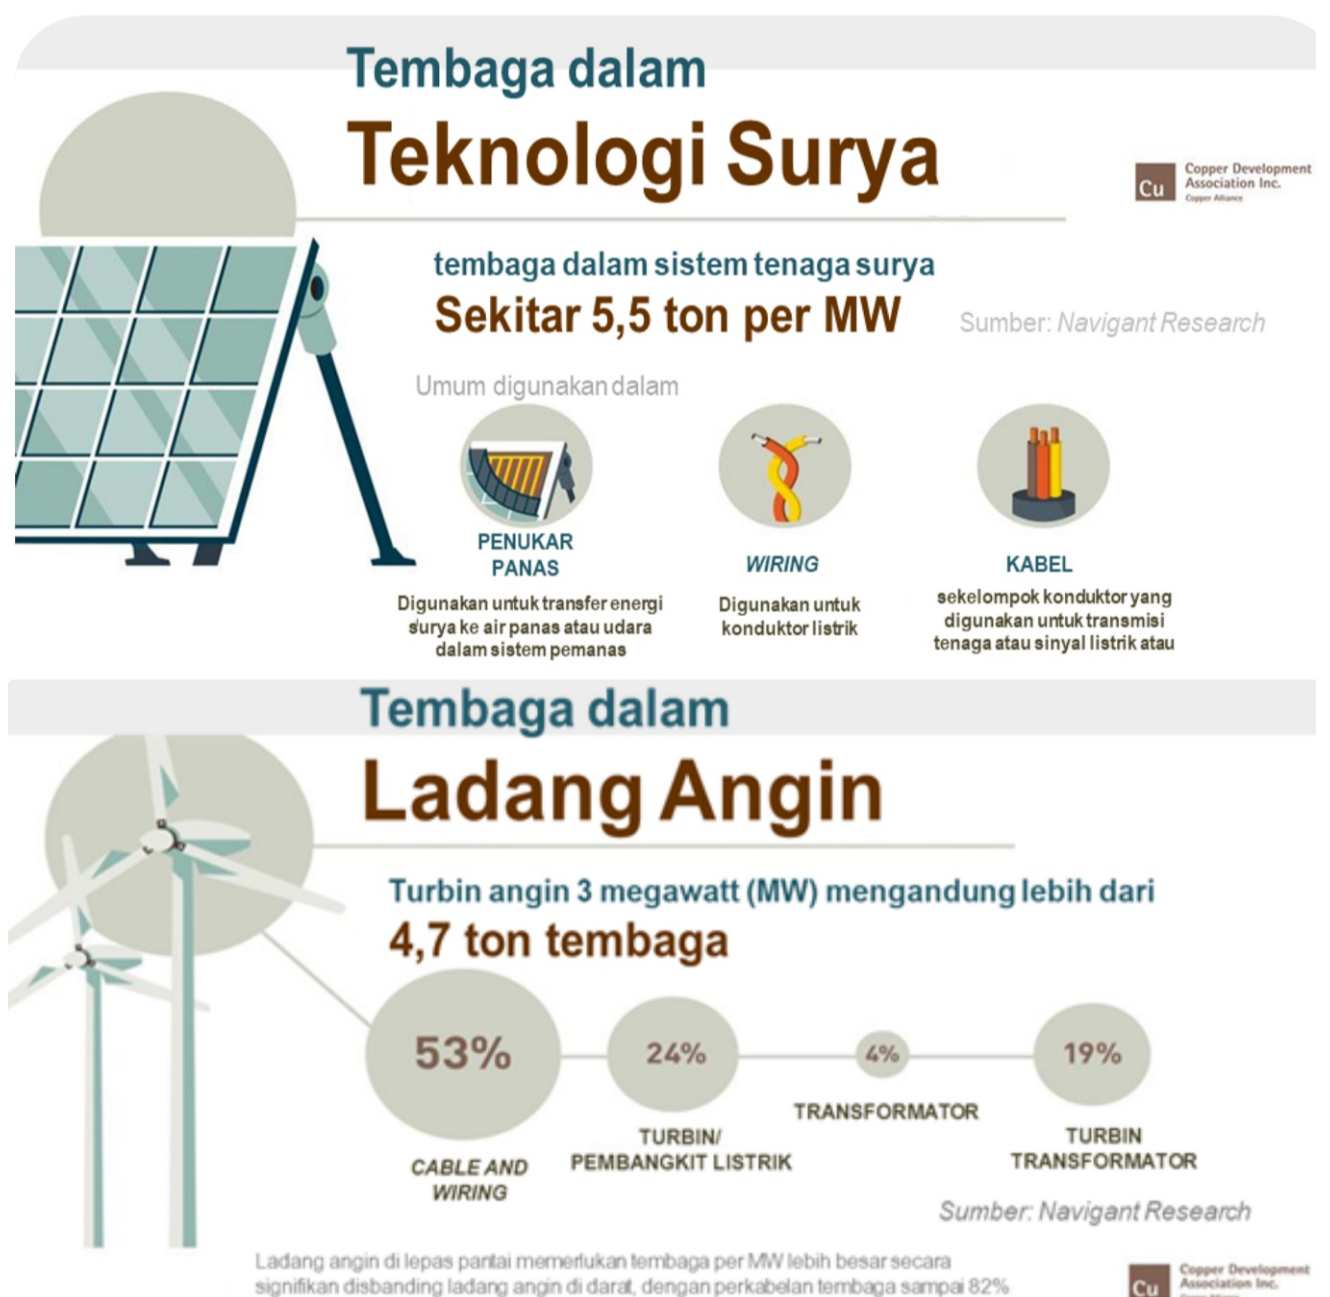 Tembaga dalam
Teknologi Surya
Cu
Copper Development
Association Inc.
Copper Alliance
tembaga dalam sistem tenaga surya
Sekitar 5,5 ton per MW
Sumber: Navigant Research
Umum digunakan dalam
PENUKAR
PANAS
Digunakan untuk transfer energi
surya ke air panas atau udara
dalam sistem pemanas
WIRING
Digunakan untuk
konduktor listrik
KABEL
sekelompok konduktor yang
digunakan untuk transmisi
tenaga atau sinyal listrik atau
Tembaga dalam
Ladang Angin
Turbin angin 3 megawatt (MW) mengandung lebih dari
4,7 ton tembaga
53%
CABLE AND
WIRING
24%
TURBIN/
PEMBANGKIT LISTRIK
4%
TRANSFORMATOR
19%
TURBIN
TRANSFORMATOR
Sumber: Navigant Research
Ladang angin di lepas pantai memerlukan tembaga per MW lebih besar secara
signifikan disbanding ladang angin di darat, dengan perkabelan tembaga sampai 82%
Cu
Copper Development
Association Inc.